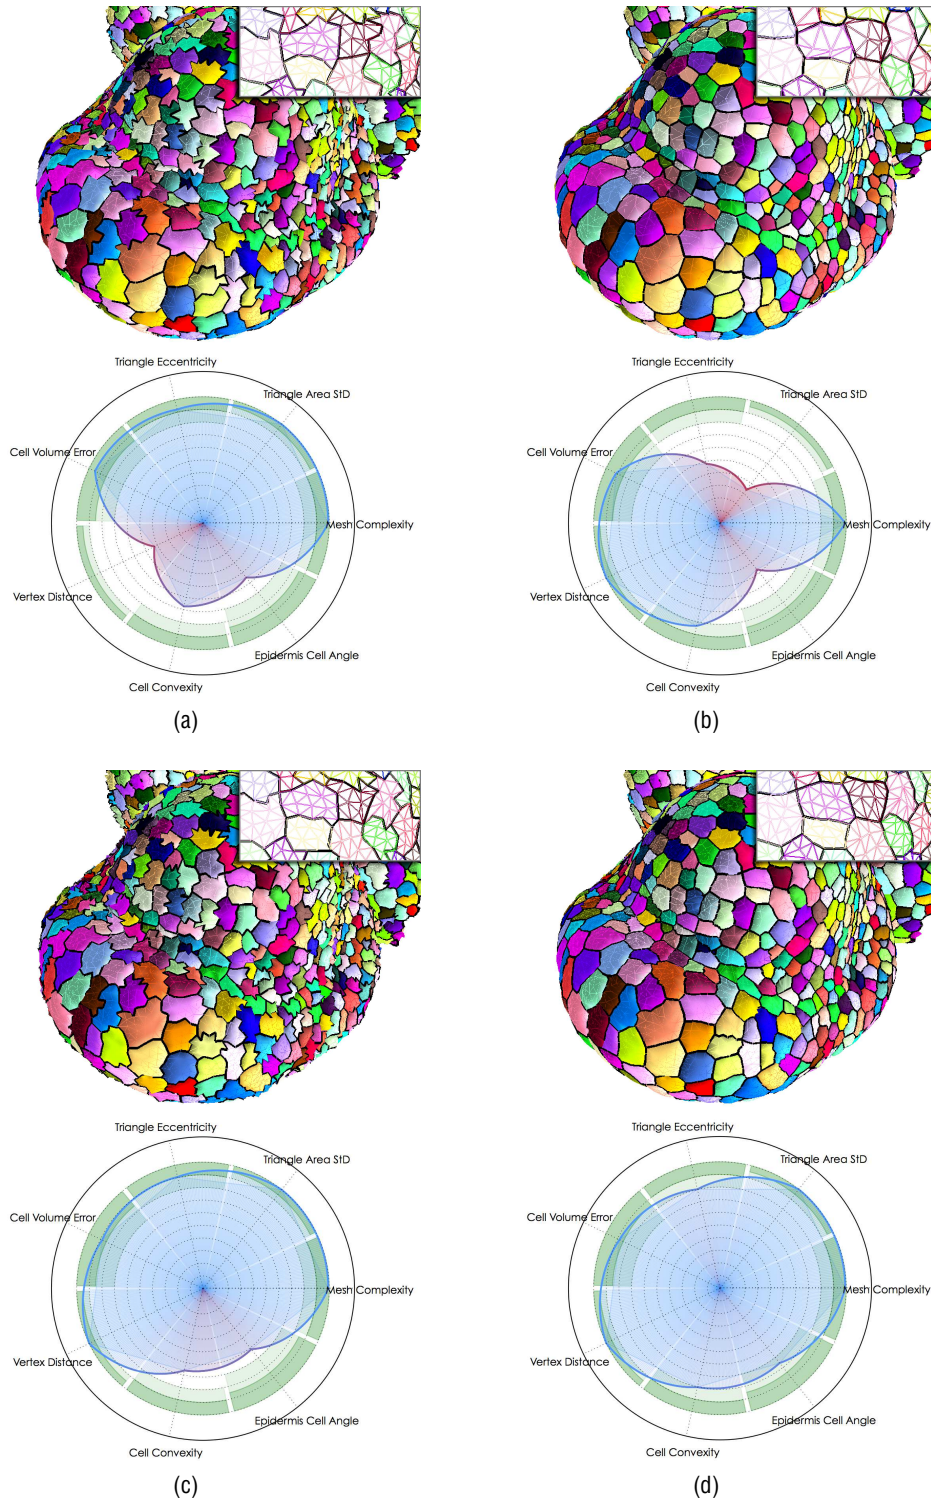 Triangle Eccentricity
Triangle Area StD
Cell Volume Error
Mesh Complexity
Vertex Distance
Epidermis Cell Angle
Cell Convexity
(a)
Triangle Eccentricity
Triangle Area StD
Cell Volume Error
Mesh Complexity
Vertex Distance
Epidermis Cell Angle
Cell Convexity
(b)
Triangle Eccentricity
Triangle Area StD
Cell Volume Error
Mesh Complexity
Vertex Distance
Epidermis Cell Angle
Cell Convexity
(c)
Triangle Eccentricity
Triangle Area StD
Cell Volume Error
Mesh Complexity
Vertex Distance
Epidermis Cell Angle
Cell Convexity
(d)